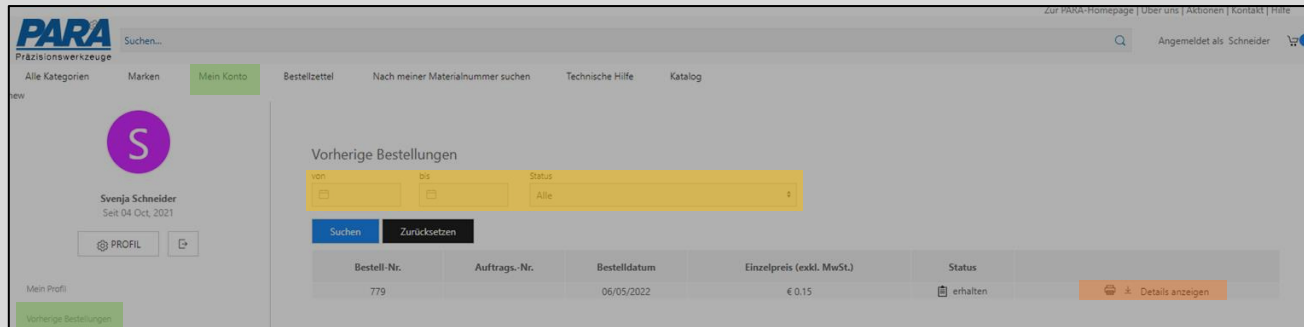 Zur PARA-Homepage | Über uns | Aktionen | Kontakt | Hilfe
PARA
Präzisionswerkzeuge
Suchen...
Angemeldet als Schneider
Alle Kategorien Marken Mein Konto Bestellzettel Nach meiner Materialnummer suchen Technische Hilfe Katalog
new
S
Svenja Schneider
Seit 04 Oct, 2021
PROFIL
Mein Profil
Vorherige Bestellungen
Vorherige Bestellungen
von bis Status
Alle
Suchen Zurücksetzen
Bestell-Nr. Auftrags.-Nr. Bestelldatum Einzelpreis (exkl. MwSt.) Status
779 06/05/2022 € 0.15 erhalten Details anzeigen